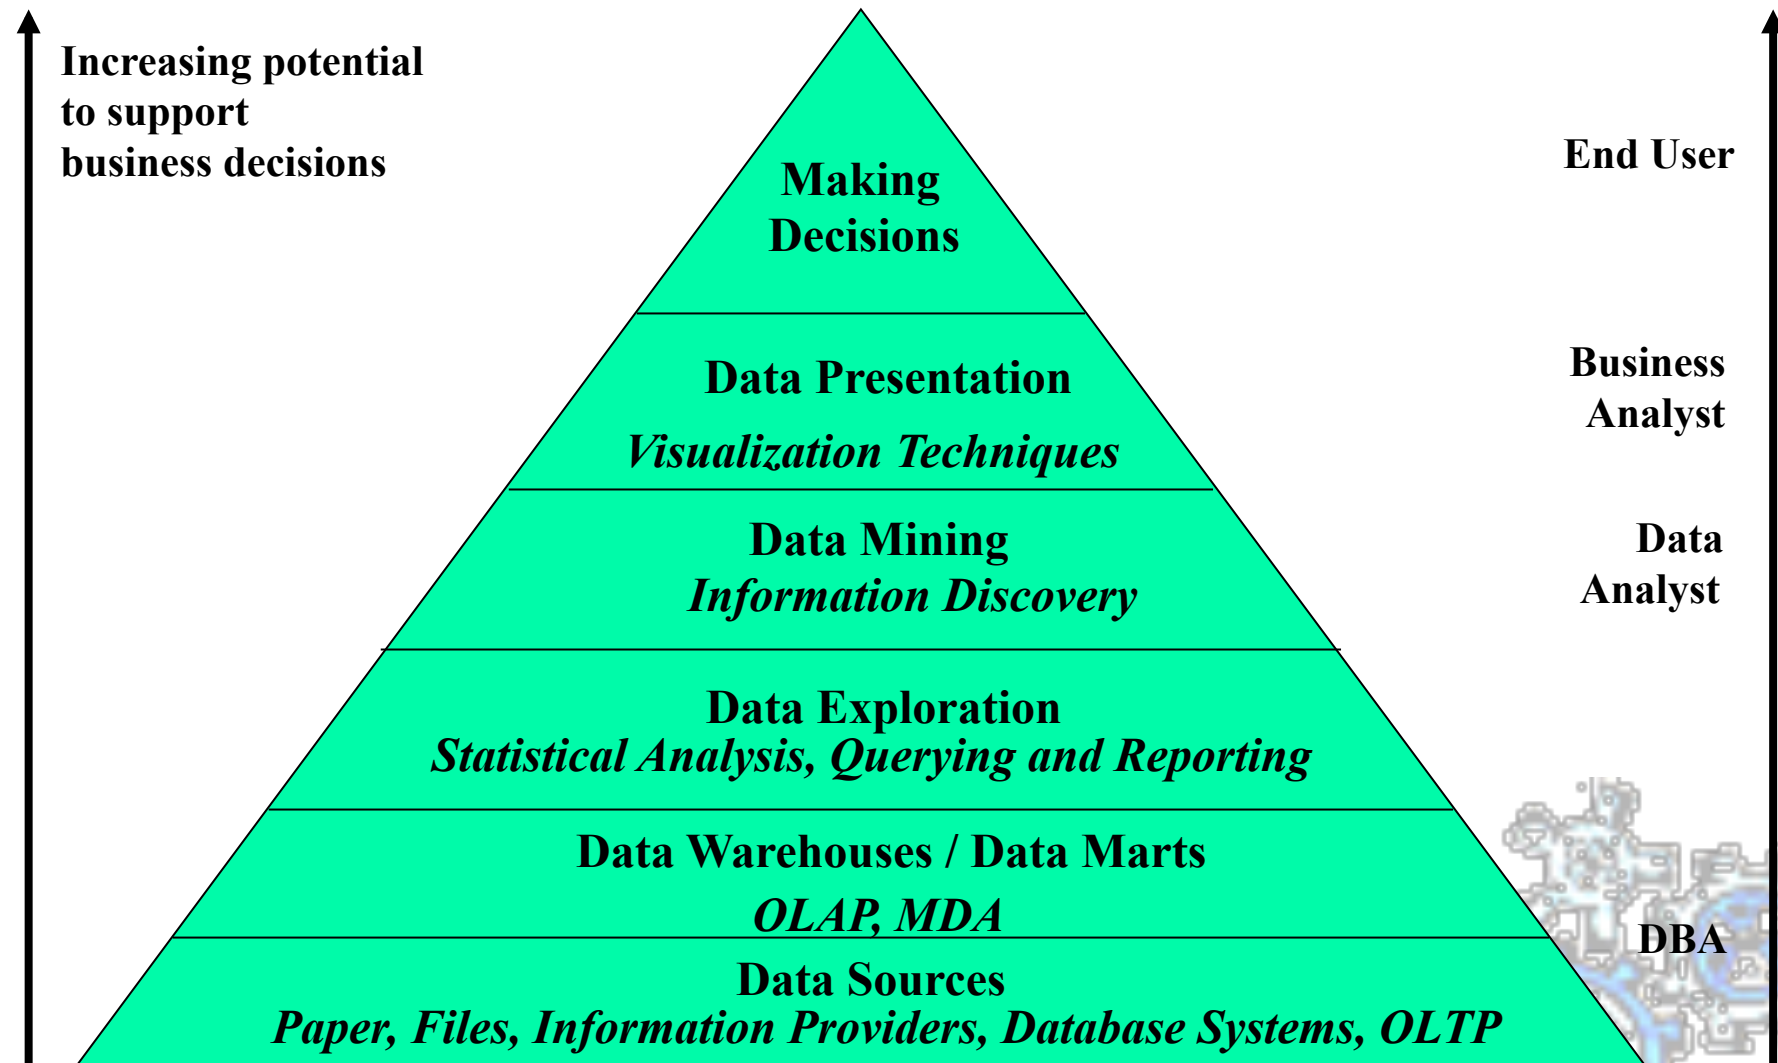 Increasing potential
to support
business decisions
End User
Making
Decisions
Business
Analyst
Data Presentation
Visualization Techniques
Data
Analyst
Data Mining
Information Discovery
Data Exploration
Statistical Analysis, Querying and Reporting
Data Warehouses / Data Marts
OLAP, MDA
DBA
Data Sources
Paper, Files, Information Providers, Database Systems, OLTP